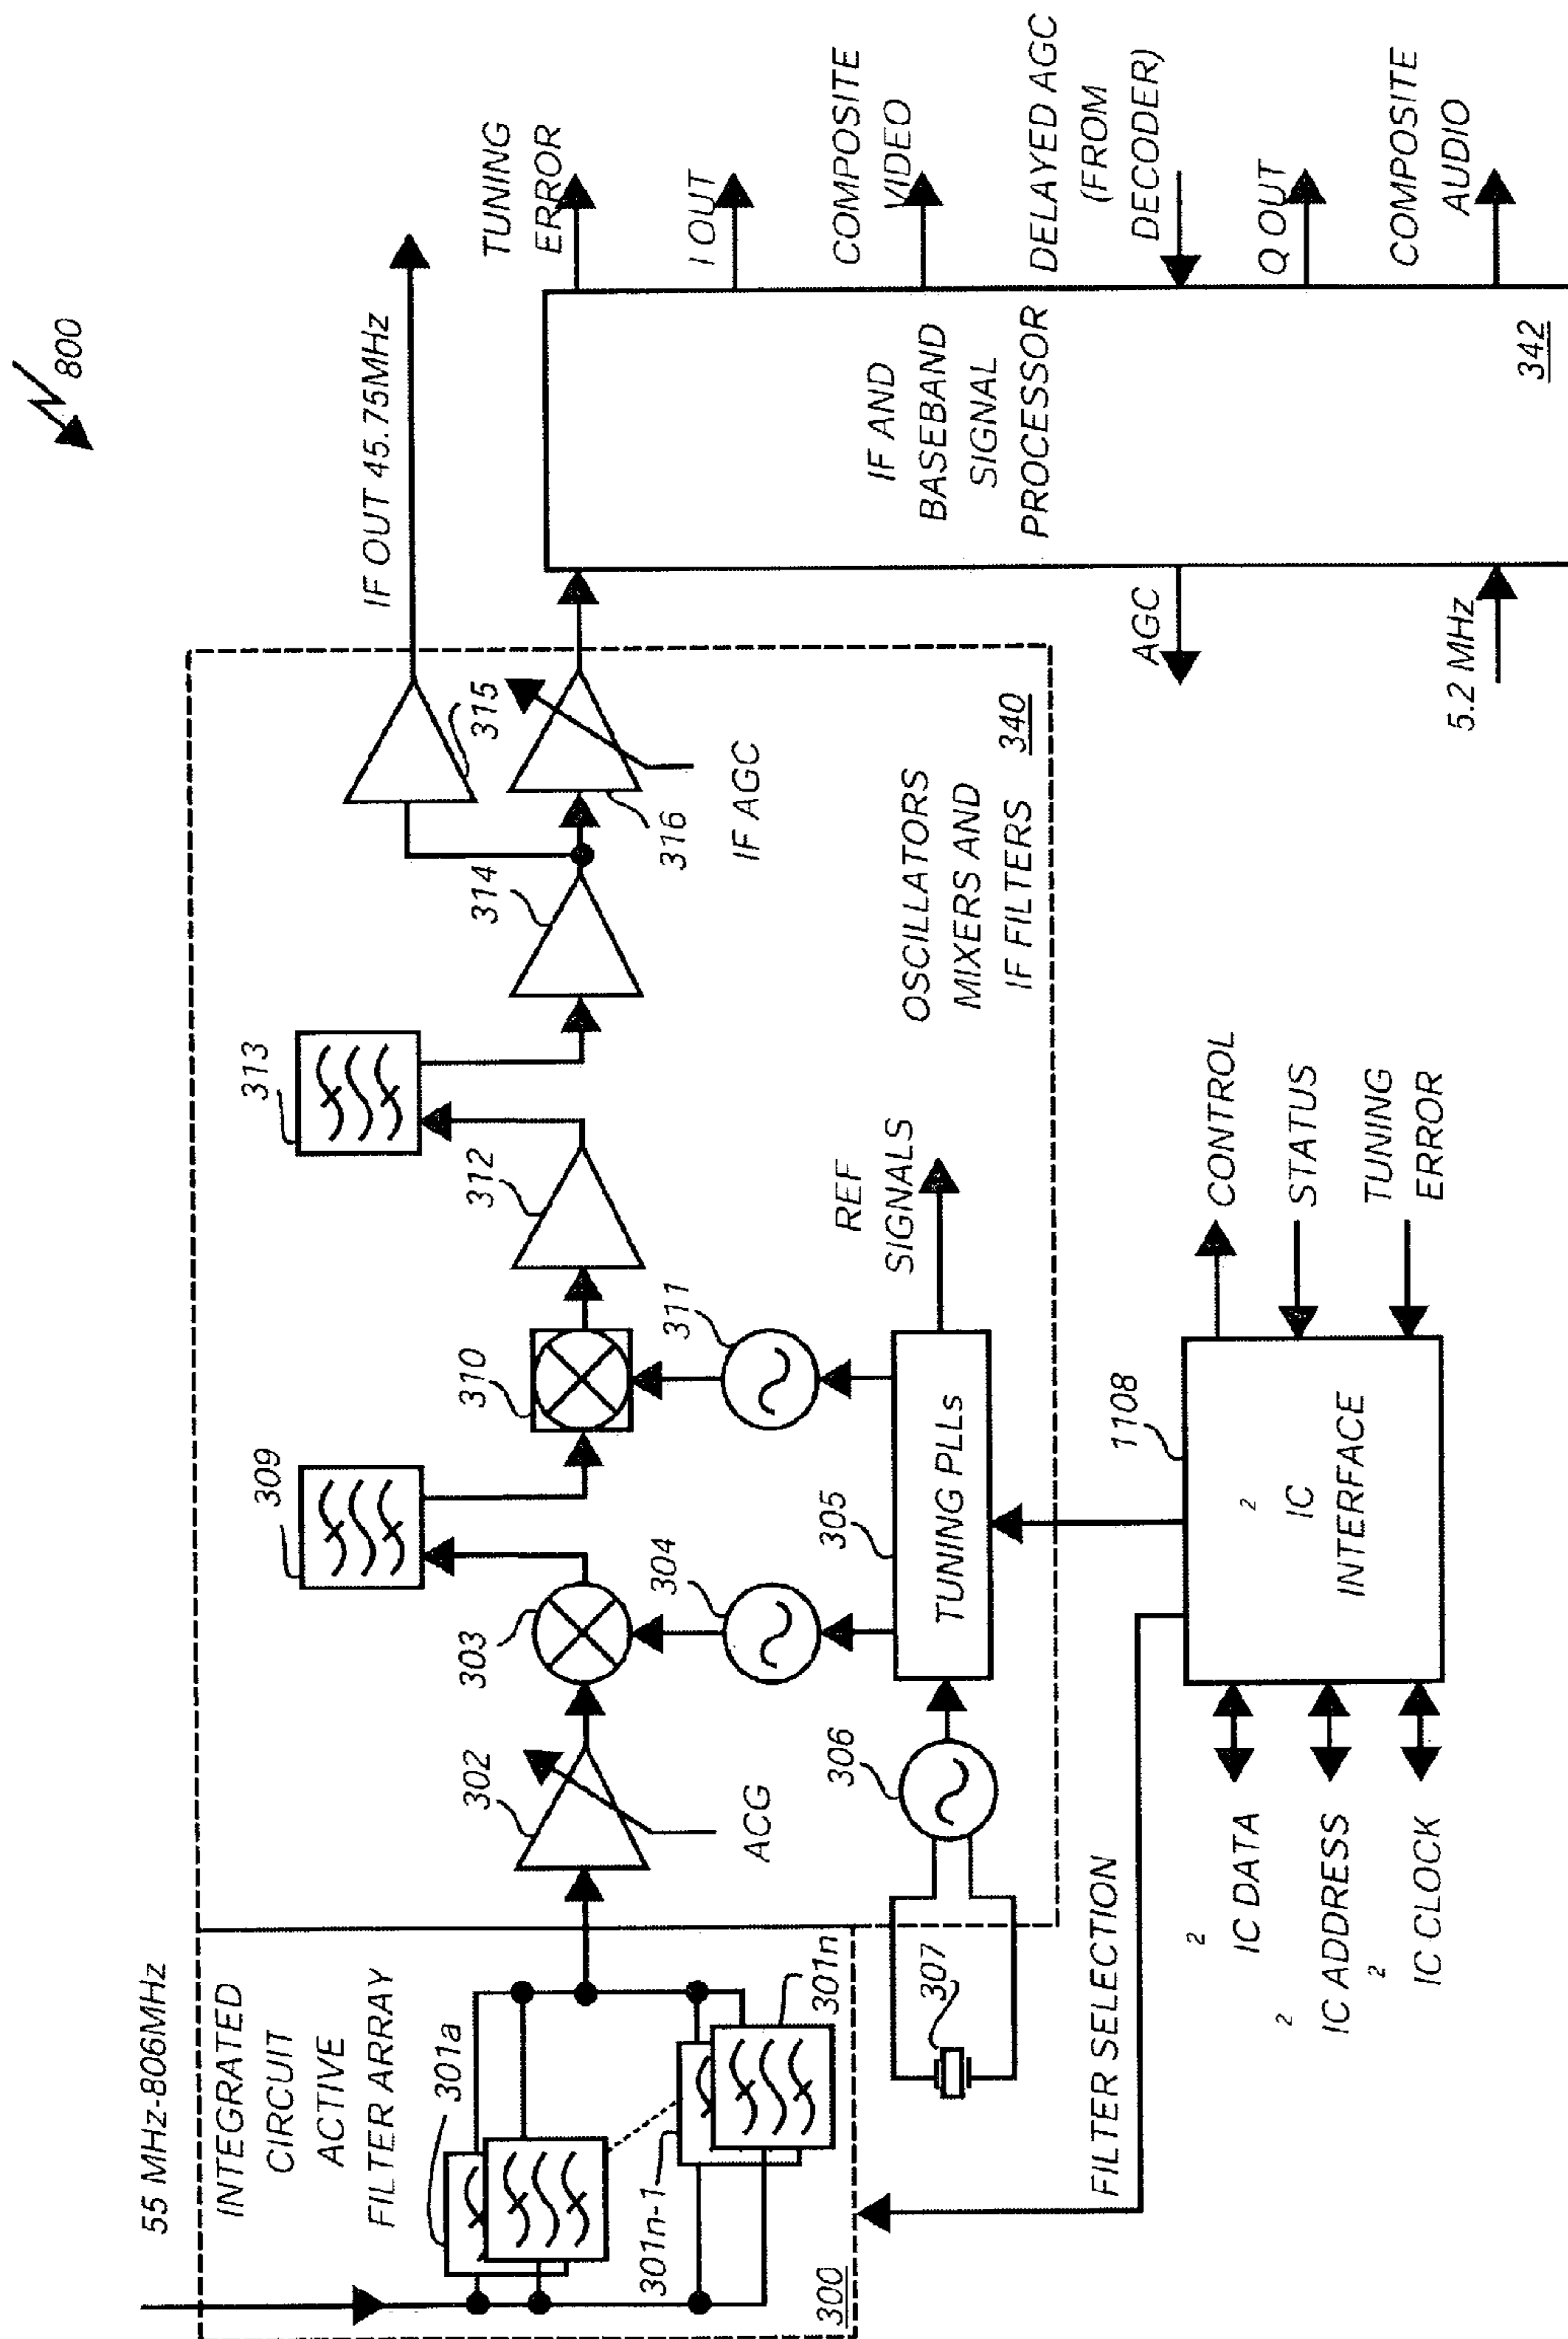 800
55 MHz-806MHz
INTEGRATED
CIRCUIT
ACTIVE
FILTER ARRAY
301a
301n-1
301n
300
302
ACG
303
304
309
310
311
312
313
314
315
316
IF AGC
IF OUT 45.75MHz
OSCILLATORS
MIXERS AND
IF FILTERS 340
305
TUNING PLLs
REF
SIGNALS
306
307
FILTER SELECTION
1108
2
IC
INTERFACE
CONTROL
STATUS
TUNING
ERROR
2
IC DATA
2
IC ADDRESS
2
IC CLOCK
IF AND
BASEBAND
SIGNAL
PROCESSOR
342
AGC
5.2 MHz
TUNING
ERROR
I OUT
COMPOSITE
VIDEO
DELAYED AGC
(FROM
DECODER)
Q OUT
COMPOSITE
AUDIO